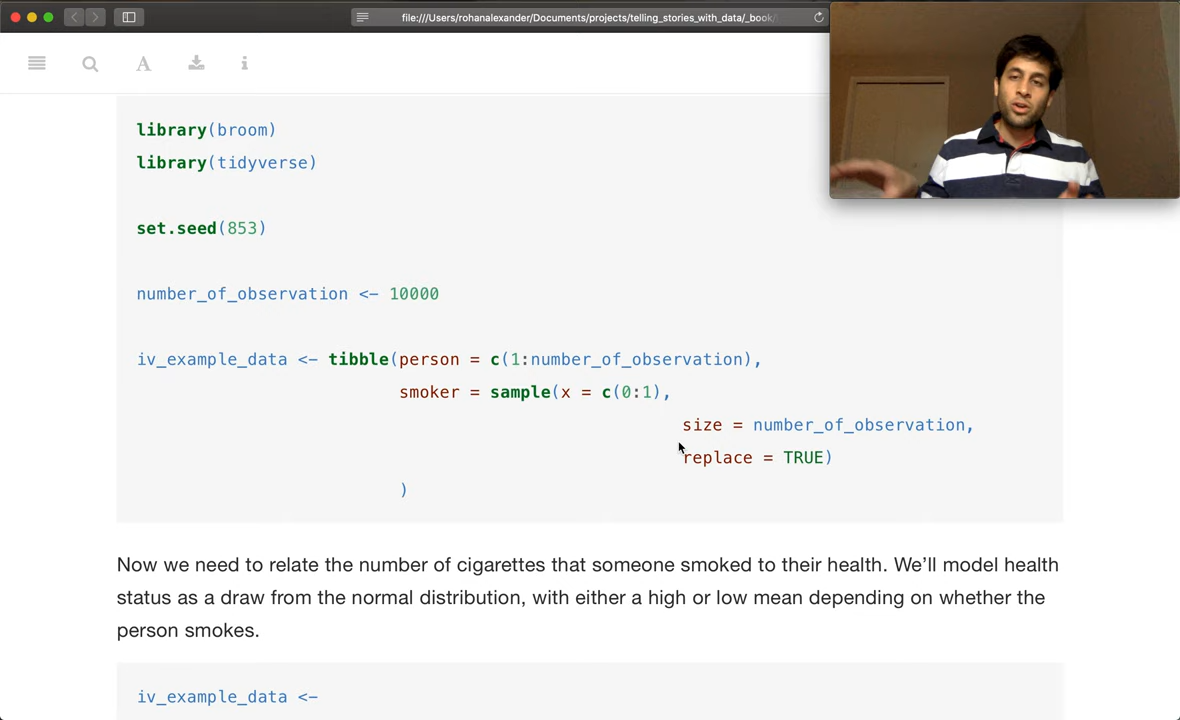 file:///Users/rohanalexander/Documents/projects/telling_stories_with_data/_book/
library(broom)
library(tidyverse)
set.seed(853)
number_of_observation <- 10000
iv_example_data <- tibble(person = c(1:number_of_observation),
smoker = sample(x = c(0:1),
size = number_of_observation,
replace = TRUE)
)
Now we need to relate the number of cigarettes that someone smoked to their health. We’ll model health
status as a draw from the normal distribution, with either a high or low mean depending on whether the
person smokes.
iv_example_data <-